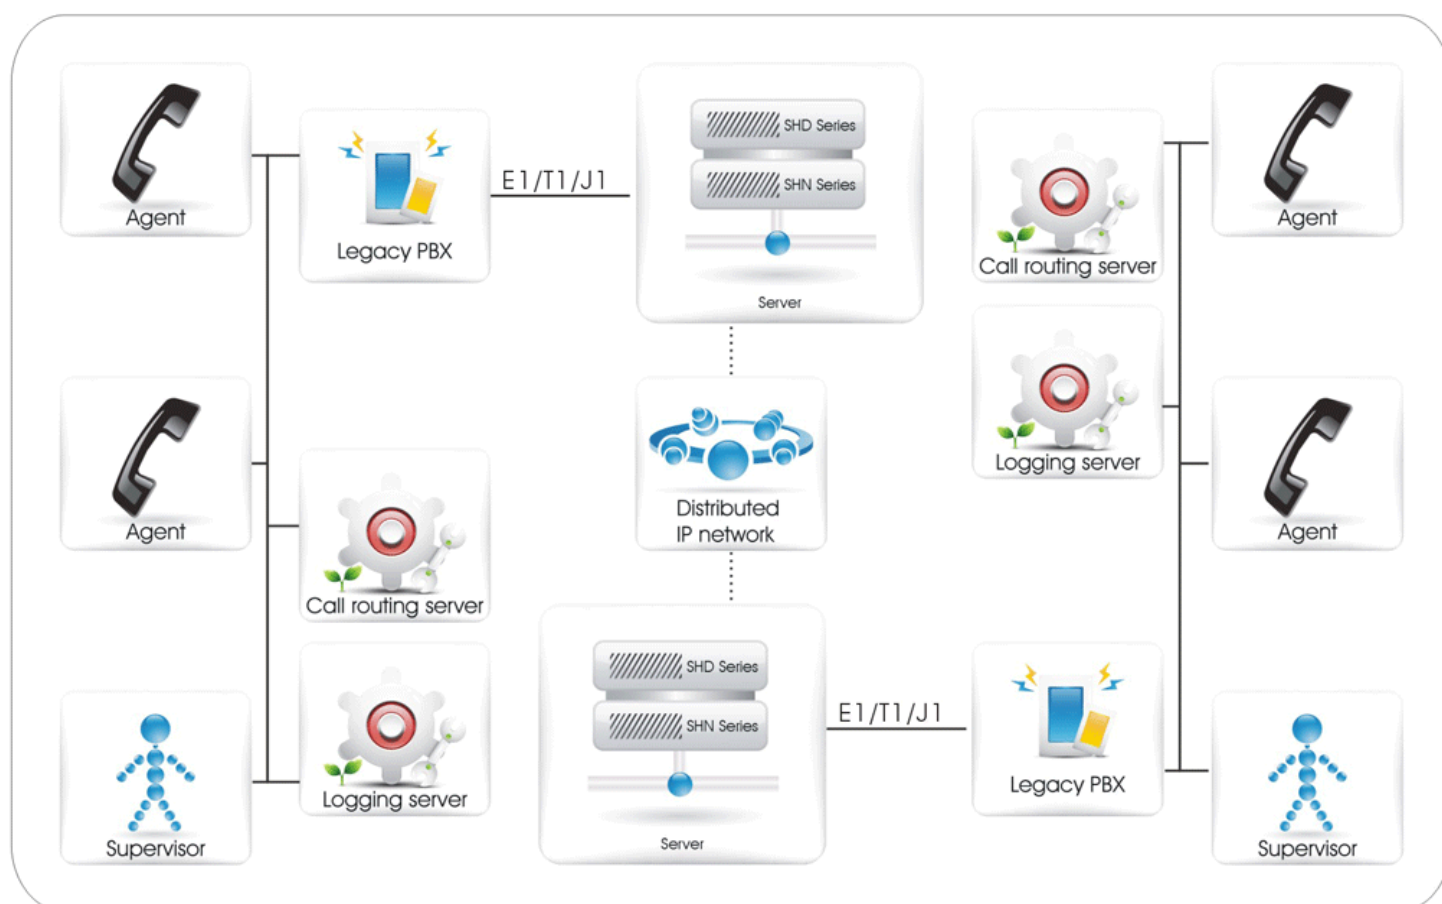 Agent
Legacy PBX
E1/T1/J1
SHD Series
SHN Series
Server
Call routing server
Agent
Logging server
Agent
Distributed
IP network
Agent
Call routing server
Logging server
Supervisor
SHD Series
SHN Series
Server
E1/T1/J1
Legacy PBX
Supervisor